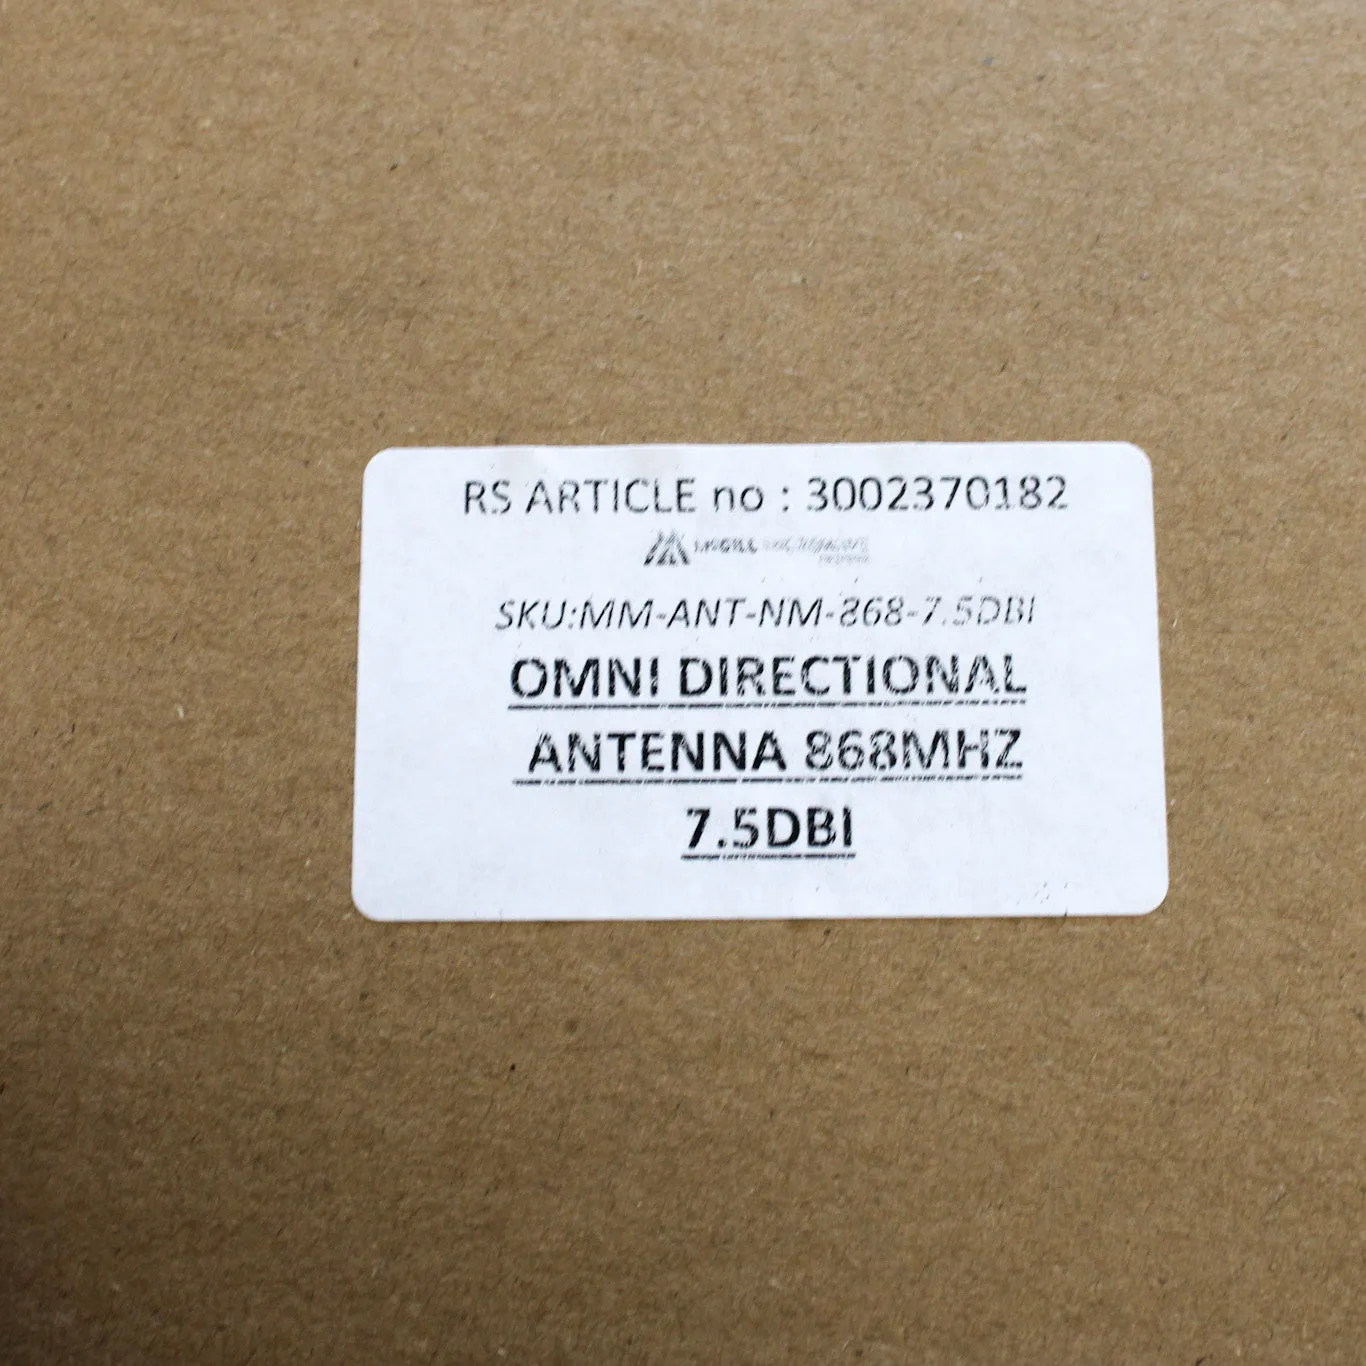 RS ARTICLE no : 3002370182
SKU:MM-ANT-NM-868-7.5DBI
OMNI DIRECTIONAL
ANTENNA 868MHZ
7.5DBI